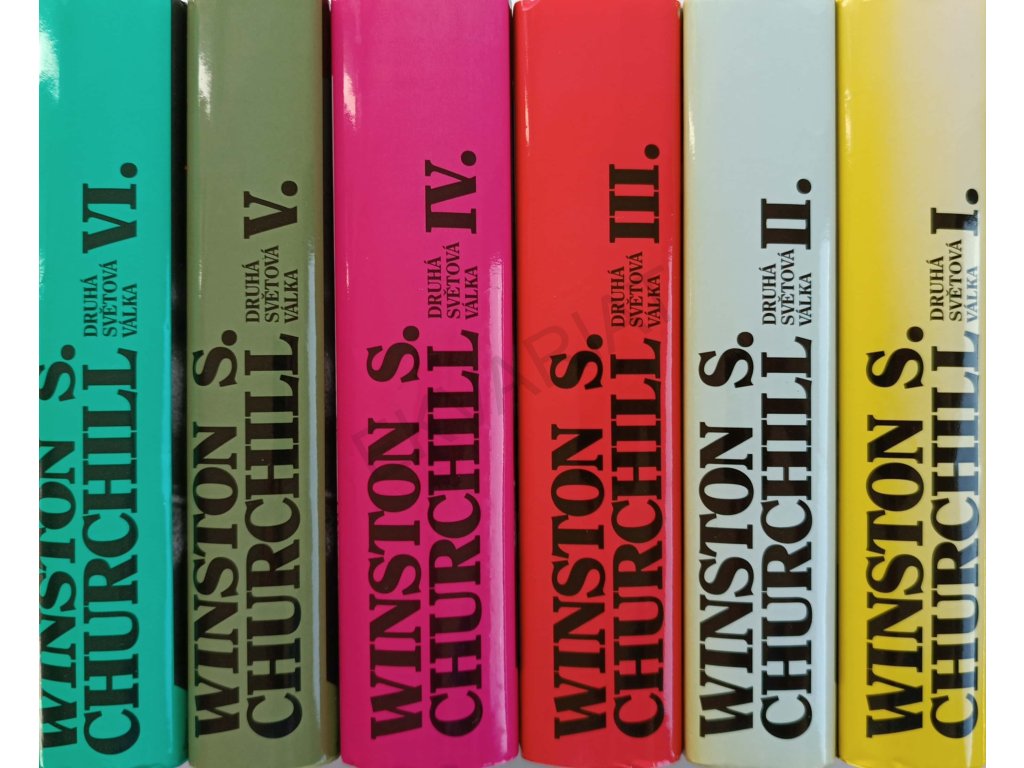 WINSTON S.
CHURCHILL
DRUHÁ
SVĚTOVÁ
VÁLKA
VI.
WINSTON S.
CHURCHILL
DRUHÁ
SVĚTOVÁ
VÁLKA
V.
WINSTON S.
CHURCHILL
DRUHÁ
SVĚTOVÁ
VÁLKA
IV.
WINSTON S.
CHURCHILL
DRUHÁ
SVĚTOVÁ
VÁLKA
III.
WINSTON S.
CHURCHILL
DRUHÁ
SVĚTOVÁ
VÁLKA
II.
WINSTON S.
CHURCHILL
DRUHÁ
SVĚTOVÁ
VÁLKA
I.